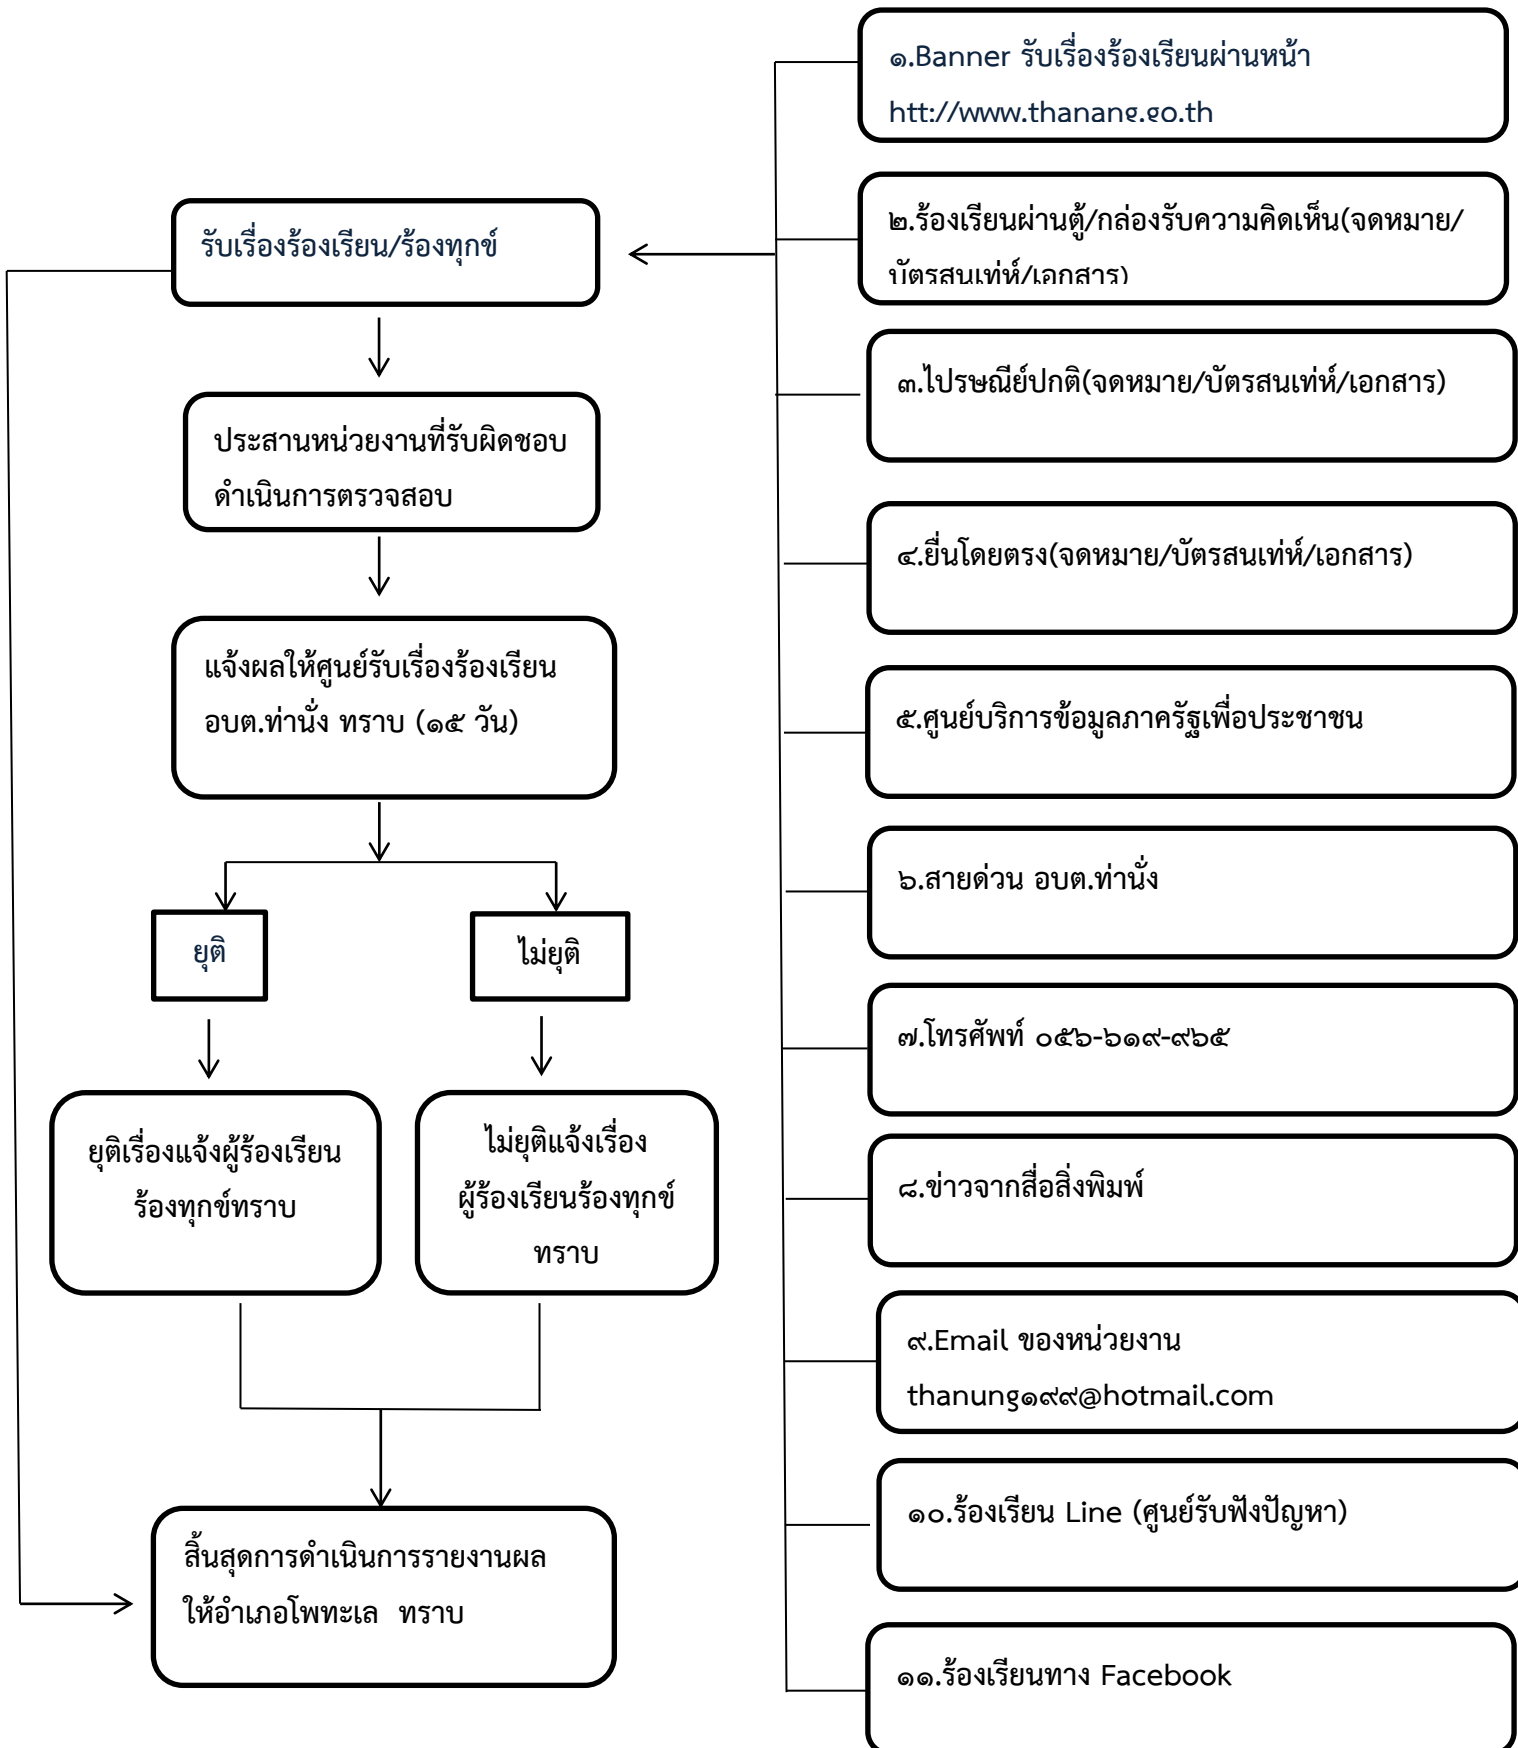 ๑.Banner รับเรื่องร้องเรียนผ่านหน้า
htt://www.thanang.go.th
๒.ร้องเรียนผ่านตู้/กล่องรับความคิดเห็น(จดหมาย/
บัตรสนเท่ห์/เอกสาร)
๓.ไปรษณีย์ปกติ(จดหมาย/บัตรสนเท่ห์/เอกสาร)
๔.ยื่นโดยตรง(จดหมาย/บัตรสนเท่ห์/เอกสาร)
๕.ศูนย์บริการข้อมูลภาครัฐเพื่อประชาชน
๖.สายด่วน อบต.ท่านั่ง
๗.โทรศัพท์ ๐๕๖-๖๑๙-๙๖๕
๘.ข่าวจากสื่อสิ่งพิมพ์
๙.Email ของหน่วยงาน
thanung๑๙๙@hotmail.com
๑๐.ร้องเรียน Line (ศูนย์รับฟังปัญหา)
๑๑.ร้องเรียนทาง Facebook
รับเรื่องร้องเรียน/ร้องทุกข์
ประสานหน่วยงานที่รับผิดชอบ
ดำเนินการตรวจสอบ
แจ้งผลให้ศูนย์รับเรื่องร้องเรียน
อบต.ท่านั่ง ทราบ (๑๕ วัน)
ยุติ
ไม่ยุติ
ยุติเรื่องแจ้งผู้ร้องเรียน
ร้องทุกข์ทราบ
ไม่ยุติแจ้งเรื่อง
ผู้ร้องเรียนร้องทุกข์
ทราบ
สิ้นสุดการดำเนินการรายงานผล
ให้อำเภอโพทะเล ทราบ